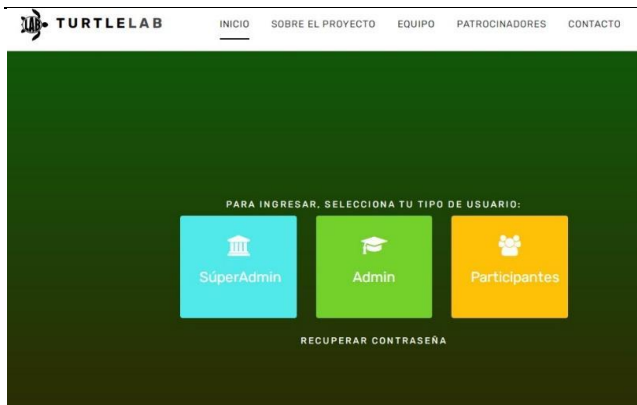 LAB TURTLELAB INICIO SOBRE EL PROYECTO EQUIPO PATROCINADORES CONTACTO
PARA INGRESAR, SELECCIONA TU TIPO DE USUARIO:
SúperAdmin Admin Participantes
RECUPERAR CONTRASEÑA